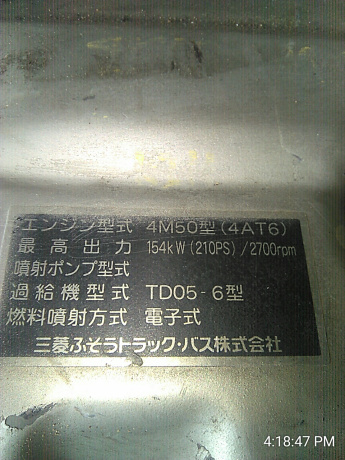 エンジン型式 4M50型(4AT6)
最高出力 154kW(210PS)/2700rpm
噴射ポンプ型式
過給機型式 TD05-6型
燃料噴射方式 電子式
三菱ふそうトラック・バス株式会社
4:18:47 PM